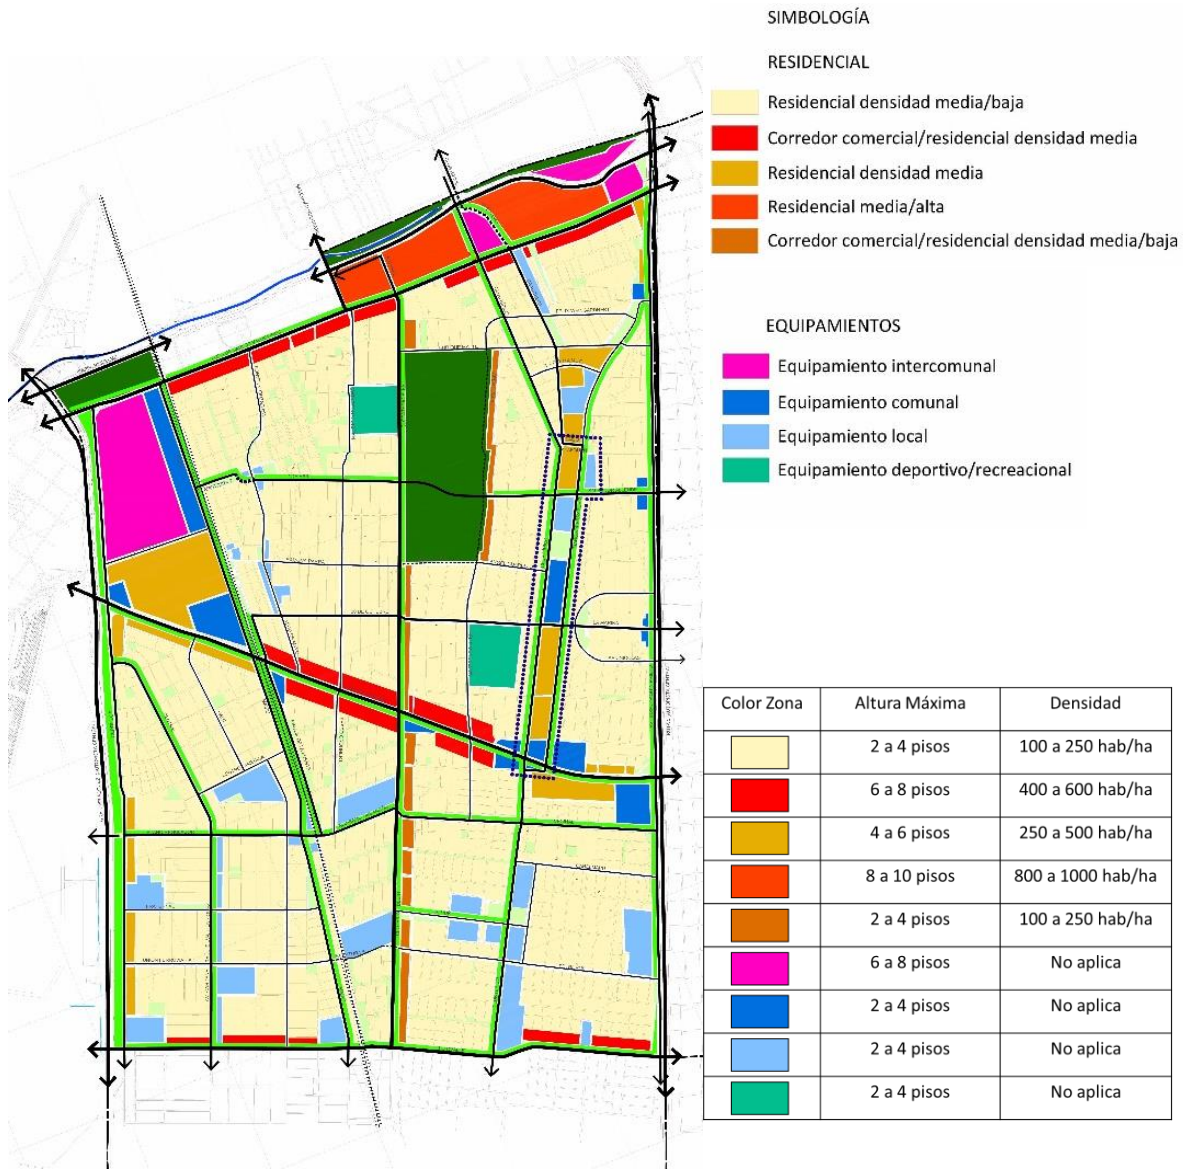 SIMBOLOGÍA
RESIDENCIAL
Residencial densidad media/baja
Corredor comercial/residencial densidad media
Residencial densidad media
Residencial media/alta
Corredor comercial/residencial densidad media/baja
EQUIPAMIENTOS
Equipamiento intercomunal
Equipamiento comunal
Equipamiento local
Equipamiento deportivo/recreacional
Color Zona Altura Máxima Densidad
2 a 4 pisos 100 a 250 hab/ha
6 a 8 pisos 400 a 600 hab/ha
4 a 6 pisos 250 a 500 hab/ha
8 a 10 pisos 800 a 1000 hab/ha
2 a 4 pisos 100 a 250 hab/ha
6 a 8 pisos No aplica
2 a 4 pisos No aplica
2 a 4 pisos No aplica
2 a 4 pisos No aplica